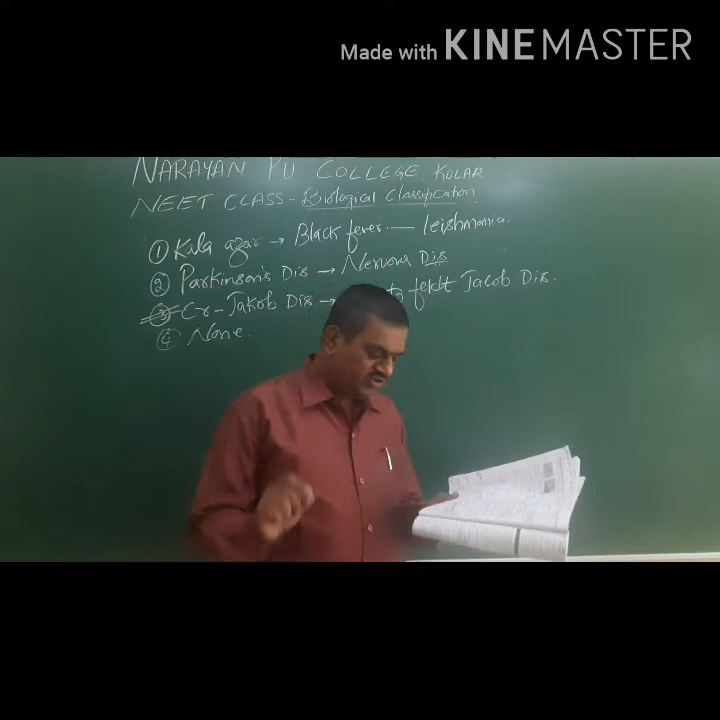 Made with KINEMASTER
NARAYAN PU COLLEGE, KOLAR
NEET CLASS - Biological Classification
① Kala azar → Black fever — leishmania.
② Parkinson's Dis → Nervous Dis
③ Cr-Jakob Dis → Jacob Dis.
④ None.